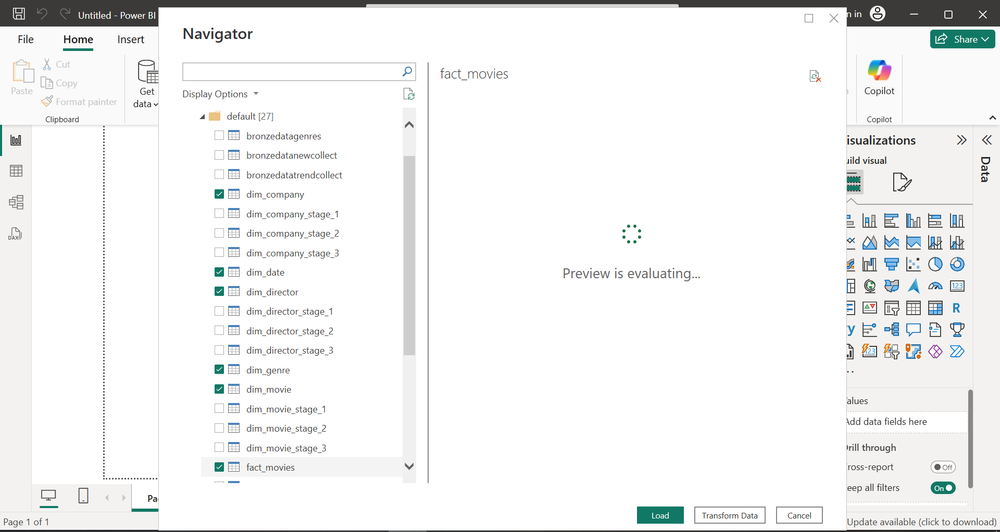 Untitled - Power BI
n in
File
Home
Insert
Share
Paste
Cut
Copy
Format painter
Clipboard
Get
data
Navigator
Display Options
default [27]
bronzedatagenres
bronzedatanewcollect
bronzedatatrendcollect
dim_company
dim_company_stage_1
dim_company_stage_2
dim_company_stage_3
dim_date
dim_director
dim_director_stage_1
dim_director_stage_2
dim_director_stage_3
dim_genre
dim_movie
dim_movie_stage_1
dim_movie_stage_2
dim_movie_stage_3
fact_movies
fact_movies
Preview is evaluating...
Load
Transform Data
Cancel
Copilot
Copilot
isualizations
uild visual
Data
DAX
123
R
y
123
alues
Add data fields here
rill through
ross-report
Off
eep all filters
On
Pa
Page 1 of 1
Update available (click to download)